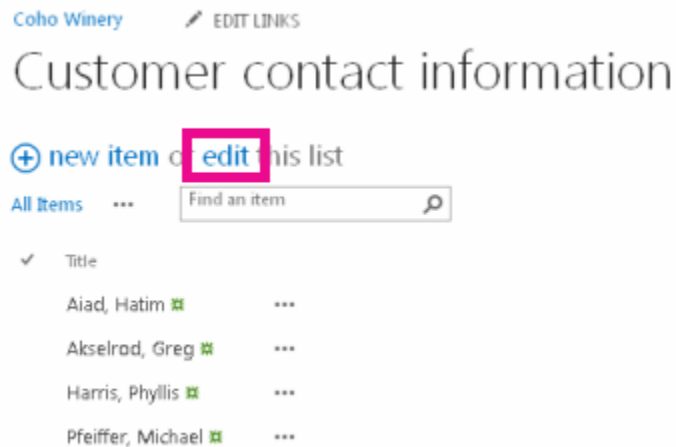 Coho Winery EDIT LINKS
Customer contact information
new item or edit this list
All Items ... Find an item
Title
Aiad, Hatim ...
Akselrod, Greg ...
Harris, Phyllis ...
Pfeiffer, Michael ...